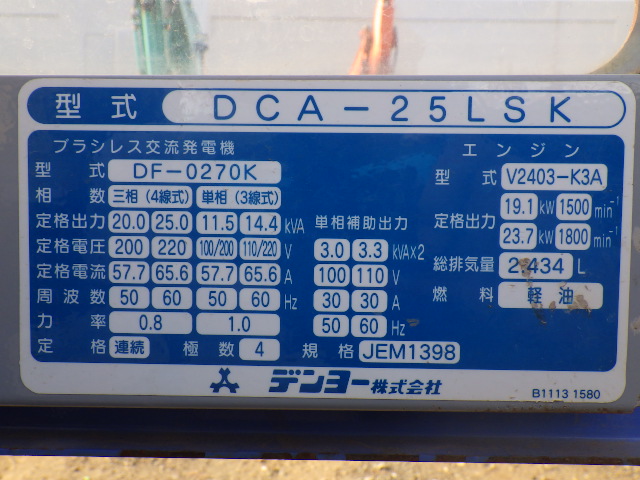 型式 DCA-25LSK
ブラシレス交流発電機
型式 DF-0270K
相数 三相(4線式) 単相(3線式)
定格出力 20.0 25.0 11.5 14.4 kVA
定格電圧 200 220 100/200 110/220 V
定格電流 57.7 65.6 57.7 65.6 A
周波数 50 60 50 60 Hz
力率 0.8 1.0
定格 連続 極数 4 規格 JEM1398
単相補助出力
3.0 3.3 kVA×2
100 110 V
30 30 A
50 60 Hz
エンジン
型式 V2403-K3A
定格出力 19.1 kW 1500 min⁻¹
23.7 kW 1800 min⁻¹
総排気量 2.434 L
燃料 軽油
デンヨー株式会社
B1113 1580